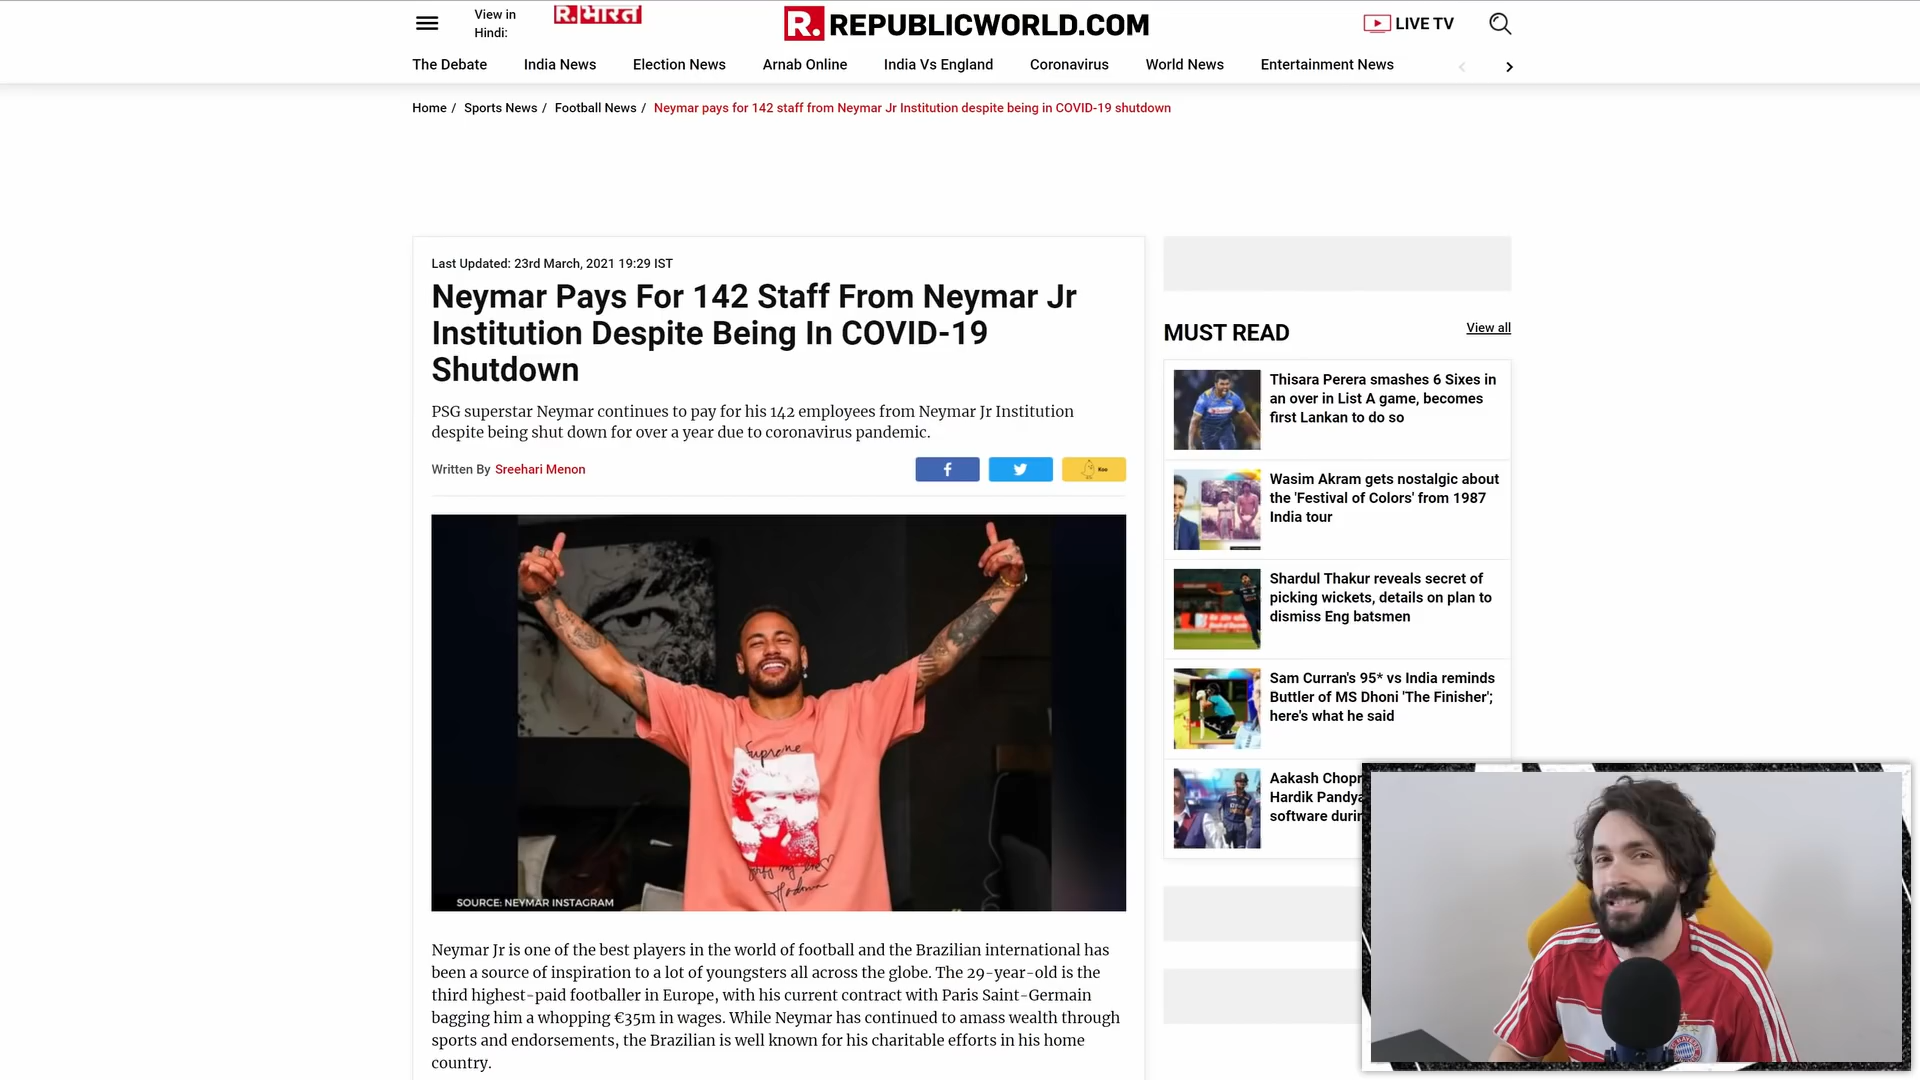 View in
Hindi:
R. भारत
R. REPUBLICWORLD.COM
LIVE TV
The Debate
India News
Election News
Arnab Online
India Vs England
Coronavirus
World News
Entertainment News
Home / Sports News / Football News / Neymar pays for 142 staff from Neymar Jr Institution despite being in COVID-19 shutdown
Last Updated: 23rd March, 2021 19:29 IST
Neymar Pays For 142 Staff From Neymar Jr
Institution Despite Being In COVID-19
Shutdown
PSG superstar Neymar continues to pay for his 142 employees from Neymar Jr Institution
despite being shut down for over a year due to coronavirus pandemic.
Written By Sreehari Menon
Koo
Supreme
Madonna
SOURCE: NEYMAR INSTAGRAM
Neymar Jr is one of the best players in the world of football and the Brazilian international has
been a source of inspiration to a lot of youngsters all across the globe. The 29-year-old is the
third highest-paid footballer in Europe, with his current contract with Paris Saint-Germain
bagging him a whopping €35m in wages. While Neymar has continued to amass wealth through
sports and endorsements, the Brazilian is well known for his charitable efforts in his home
country.
MUST READ
View all
Thisara Perera smashes 6 Sixes in
an over in List A game, becomes
first Lankan to do so
Wasim Akram gets nostalgic about
the 'Festival of Colors' from 1987
India tour
Shardul Thakur reveals secret of
picking wickets, details on plan to
dismiss Eng batsmen
Sam Curran's 95* vs India reminds
Buttler of MS Dhoni 'The Finisher';
here's what he said
Aakash Chopr
Hardik Pandya
software durin